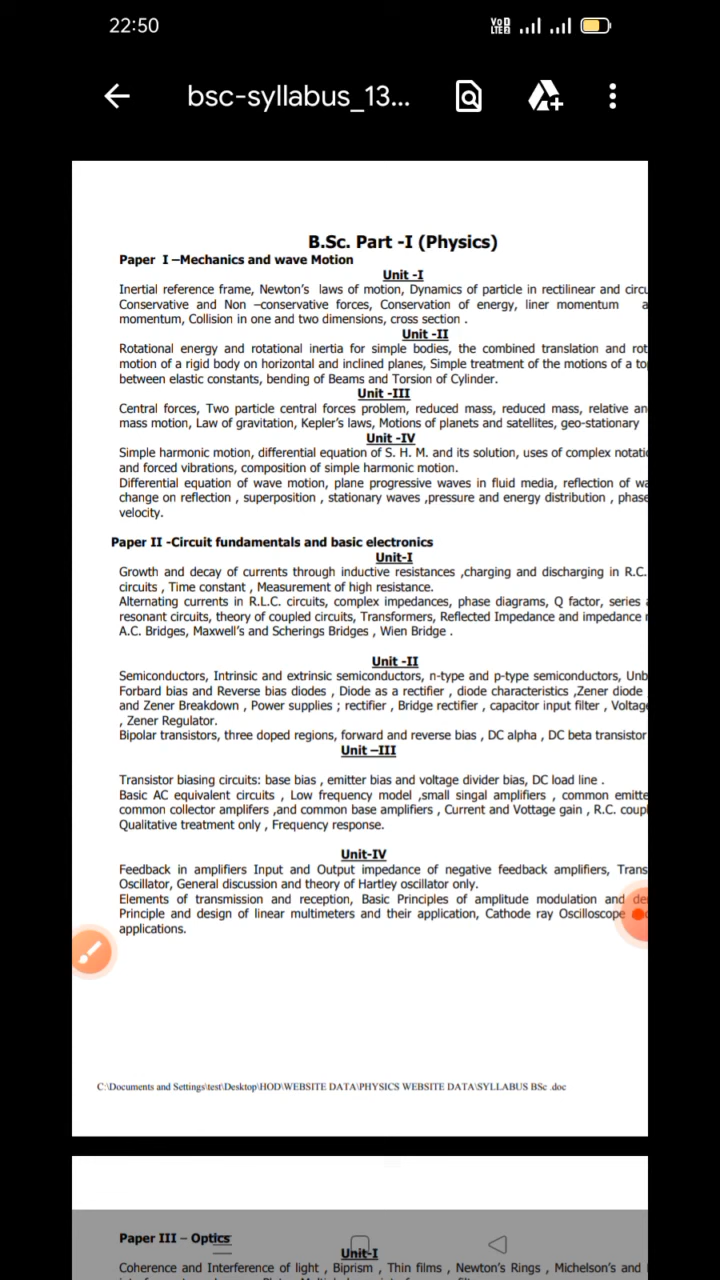 22:50
Vo LTE
bsc-syllabus_13...
B.Sc. Part -I (Physics)
Paper I –Mechanics and wave Motion
Unit -I
Inertial reference frame, Newton's laws of motion, Dynamics of particle in rectilinear and circu
Conservative and Non –conservative forces, Conservation of energy, liner momentum a
momentum, Collision in one and two dimensions, cross section .
Unit -II
Rotational energy and rotational inertia for simple bodies, the combined translation and rot
motion of a rigid body on horizontal and inclined planes, Simple treatment of the motions of a to
between elastic constants, bending of Beams and Torsion of Cylinder.
Unit -III
Central forces, Two particle central forces problem, reduced mass, reduced mass, relative an
mass motion, Law of gravitation, Kepler's laws, Motions of planets and satellites, geo-stationary
Unit -IV
Simple harmonic motion, differential equation of S. H. M. and its solution, uses of complex notatio
and forced vibrations, composition of simple harmonic motion.
Differential equation of wave motion, plane progressive waves in fluid media, reflection of wa
change on reflection , superposition , stationary waves ,pressure and energy distribution , phase
velocity.
Paper II -Circuit fundamentals and basic electronics
Unit-I
Growth and decay of currents through inductive resistances ,charging and discharging in R.C.
circuits , Time constant , Measurement of high resistance.
Alternating currents in R.L.C. circuits, complex impedances, phase diagrams, Q factor, series
resonant circuits, theory of coupled circuits, Transformers, Reflected Impedance and impedance
A.C. Bridges, Maxwell's and Scherings Bridges , Wien Bridge .
Unit -II
Semiconductors, Intrinsic and extrinsic semiconductors, n-type and p-type semiconductors, Unb
Forbard bias and Reverse bias diodes , Diode as a rectifier , diode characteristics ,Zener diode
and Zener Breakdown , Power supplies ; rectifier , Bridge rectifier , capacitor input filter , Voltage
, Zener Regulator.
Bipolar transistors, three doped regions, forward and reverse bias , DC alpha , DC beta transistor
Unit –III
Transistor biasing circuits: base bias , emitter bias and voltage divider bias, DC load line .
Basic AC equivalent circuits , Low frequency model ,small singal amplifiers , common emitte
common collector amplifers ,and common base amplifiers , Current and Vottage gain , R.C. coupl
Qualitative treatment only , Frequency response.
Unit-IV
Feedback in amplifiers Input and Output impedance of negative feedback amplifiers, Trans
Oscillator, General discussion and theory of Hartley oscillator only.
Elements of transmission and reception, Basic Principles of amplitude modulation and de
Principle and design of linear multimeters and their application, Cathode ray Oscilloscope
applications.
C:\Documents and Settings\test\Desktop\HOD\WEBSITE DATA\PHYSICS WEBSITE DATA\SYLLABUS BSc .doc
Paper III – Optics
Unit-I
Coherence and Interference of light , Biprism , Thin films , Newton's Rings , Michelson's and